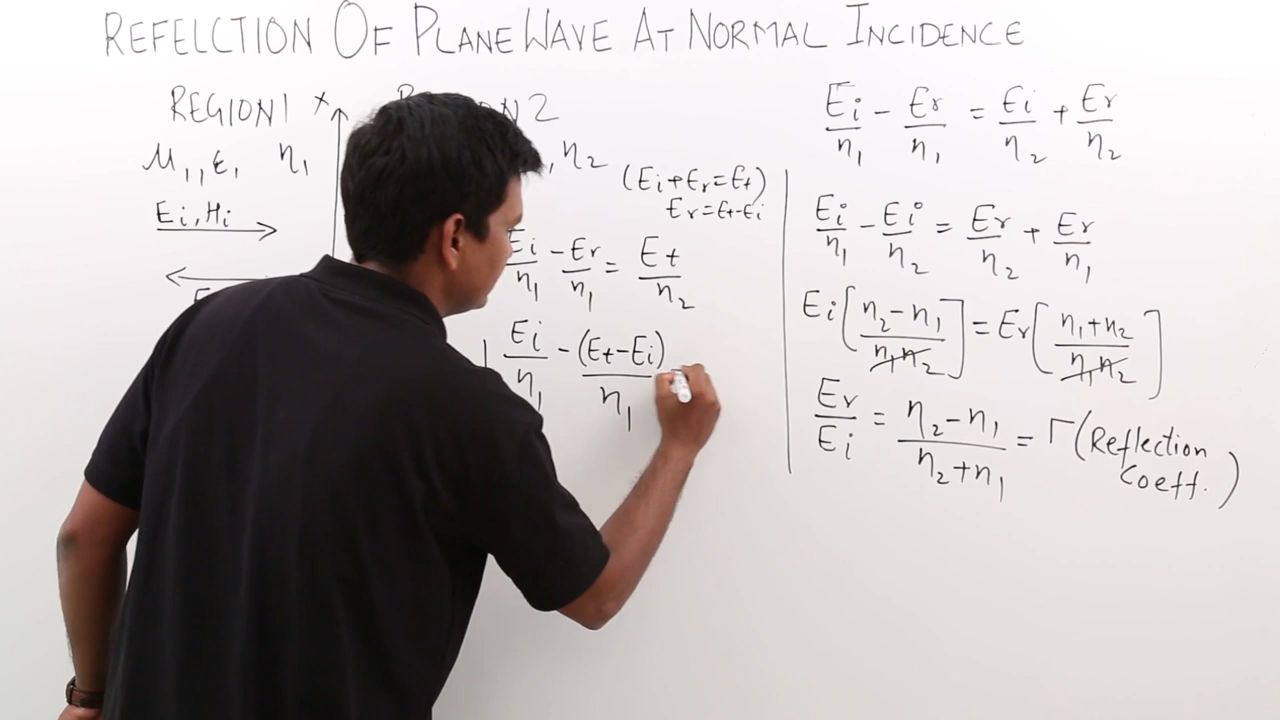 REFELCTION OF PLANE WAVE AT NORMAL INCIDENCE
REGION 1 x
μ₁, ε₁ η₁
Ei, Hi
2
, η₂
(Ei + Er = Et)
Er = Et - Ei
Ei/η₁ - Er/η₁ = Et/η₂
Ei/η₁ - (Et - Ei)/η₁
Ei/η₁ - Er/η₁ = Ei/η₂ + Er/η₂
Ei/η₁ - Ei/η₂ = Er/η₂ + Er/η₁
Ei[(η₂ - η₁)/(η₁η₂)] = Er[(η₁ + η₂)/(η₁η₂)]
Er/Ei = (η₂ - η₁)/(η₂ + η₁) = Γ (Reflection
Coeff.)